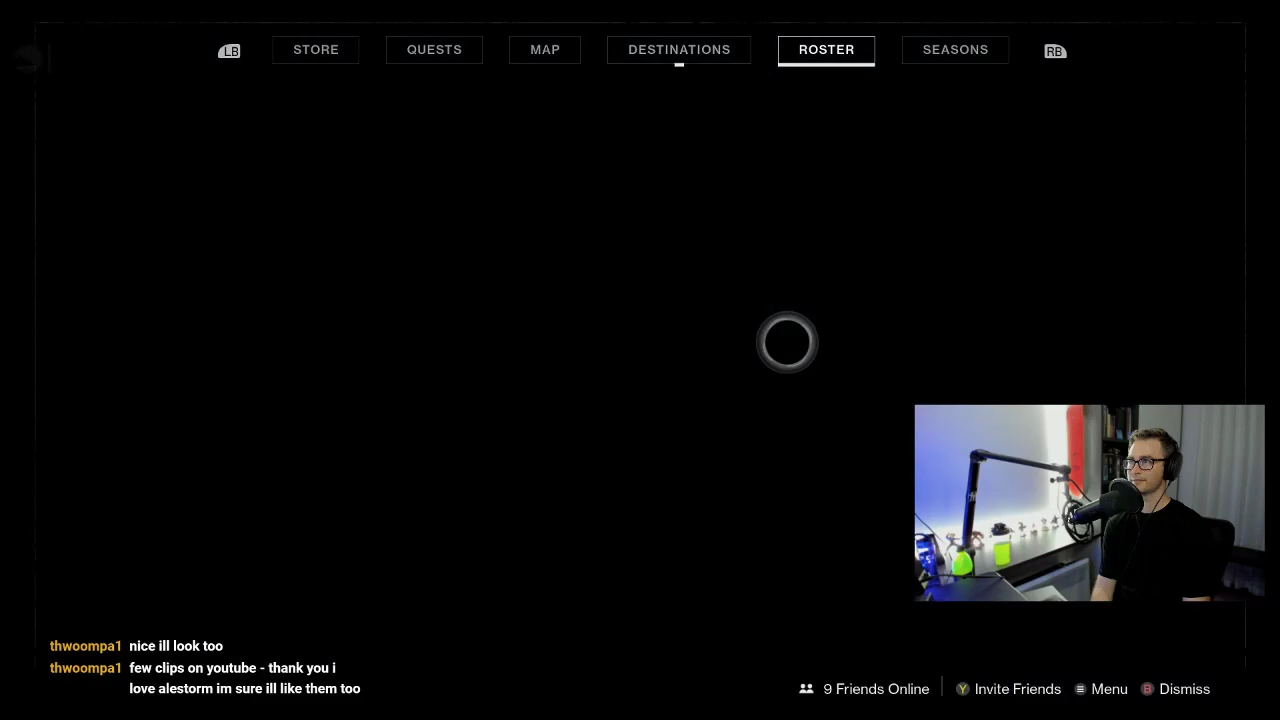 LB STORE QUESTS MAP DESTINATIONS ROSTER SEASONS RB
thwoompa1 nice ill look too
thwoompa1 few clips on youtube - thank you i
love alestorm im sure ill like them too
9 Friends Online Y Invite Friends Menu B Dismiss